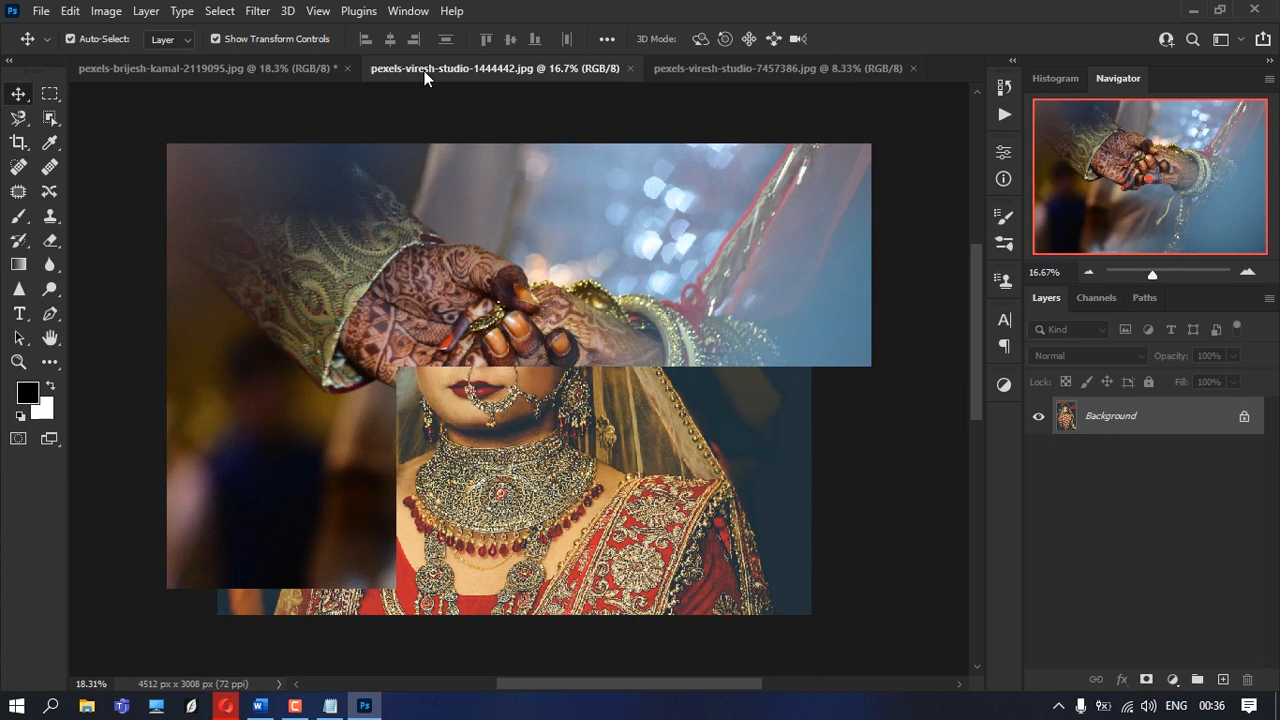 Ps File Edit Image Layer Type Select Filter 3D View Plugins Window Help
Auto-Select: Layer Show Transform Controls 3D Mode:
pexels-brijesh-kamal-2119095.jpg @ 18.3% (RGB/8) * pexels-viresh-studio-1444442.jpg @ 16.7% (RGB/8) pexels-viresh-studio-7457386.jpg @ 8.33% (RGB/8)
Histogram Navigator
16.67%
Layers Channels Paths
Kind
Normal Opacity: 100%
Lock: Fill: 100%
Background
18.31% 4512 px x 3008 px (72 ppi)
ENG 00:36